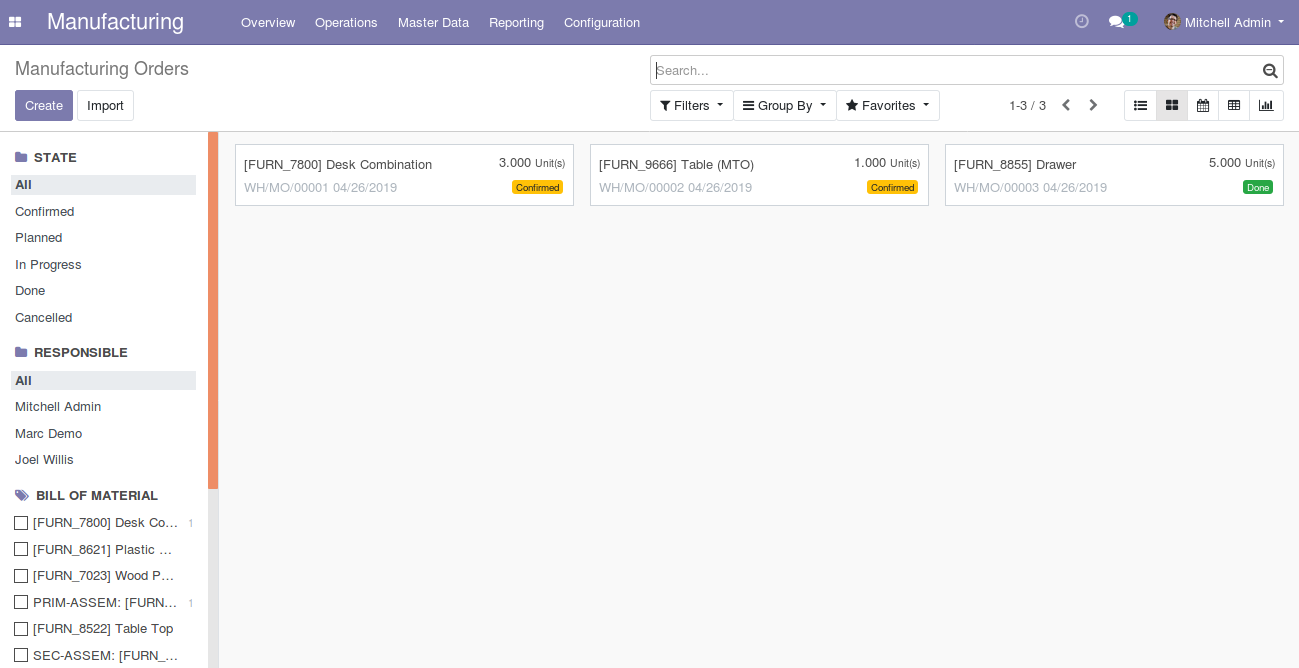 Manufacturing Overview Operations Master Data Reporting Configuration 1 Mitchell Admin
Manufacturing Orders
Search...
Create Import
Filters Group By Favorites 1-3 / 3
STATE
All
Confirmed
Planned
In Progress
Done
Cancelled
RESPONSIBLE
All
Mitchell Admin
Marc Demo
Joel Willis
BILL OF MATERIAL
[FURN_7800] Desk Co... 1
[FURN_8621] Plastic ...
[FURN_7023] Wood P...
PRIM-ASSEM: [FURN... 1
[FURN_8522] Table Top
SEC-ASSEM: [FURN_...
[FURN_7800] Desk Combination 3.000 Unit(s)
WH/MO/00001 04/26/2019 Confirmed
[FURN_9666] Table (MTO) 1.000 Unit(s)
WH/MO/00002 04/26/2019 Confirmed
[FURN_8855] Drawer 5.000 Unit(s)
WH/MO/00003 04/26/2019 Done